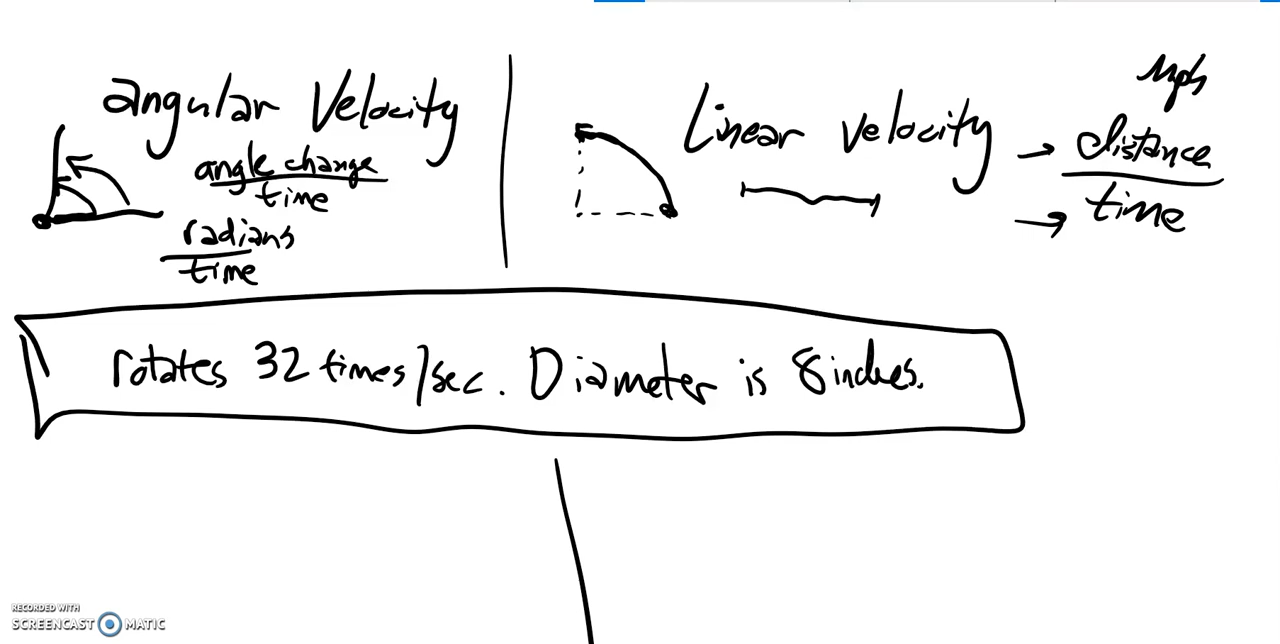 angular Velocity
angle change
time
radians
time
Linear velocity
mph
distance
time
rotates 32 times/sec. Diameter is 8 inches.
RECORDED WITH
SCREENCAST MATIC